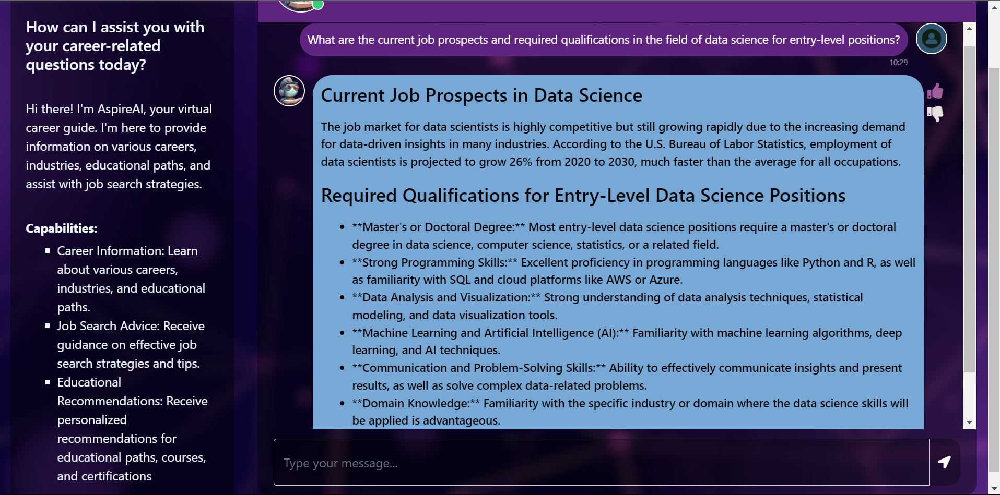 How can I assist you with
your career-related
questions today?
Hi there! I'm AspireAI, your virtual
career guide. I'm here to provide
information on various careers,
industries, educational paths, and
assist with job search strategies.
Capabilities:
Career Information: Learn
about various careers,
industries, and educational
paths.
Job Search Advice: Receive
guidance on effective job
search strategies and tips.
Educational
Recommendations: Receive
personalized
recommendations for
educational paths, courses,
and certifications
What are the current job prospects and required qualifications in the field of data science for entry-level positions?
10:29
Current Job Prospects in Data Science
The job market for data scientists is highly competitive but still growing rapidly due to the increasing demand
for data-driven insights in many industries. According to the U.S. Bureau of Labor Statistics, employment of
data scientists is projected to grow 26% from 2020 to 2030, much faster than the average for all occupations.
Required Qualifications for Entry-Level Data Science Positions
**Master's or Doctoral Degree:** Most entry-level data science positions require a master's or doctoral
degree in data science, computer science, statistics, or a related field.
**Strong Programming Skills:** Excellent proficiency in programming languages like Python and R, as well
as familiarity with SQL and cloud platforms like AWS or Azure.
**Data Analysis and Visualization:** Strong understanding of data analysis techniques, statistical
modeling, and data visualization tools.
**Machine Learning and Artificial Intelligence (AI):** Familiarity with machine learning algorithms, deep
learning, and AI techniques.
**Communication and Problem-Solving Skills:** Ability to effectively communicate insights and present
results, as well as solve complex data-related problems.
**Domain Knowledge:** Familiarity with the specific industry or domain where the data science skills will
be applied is advantageous.
Type your message...